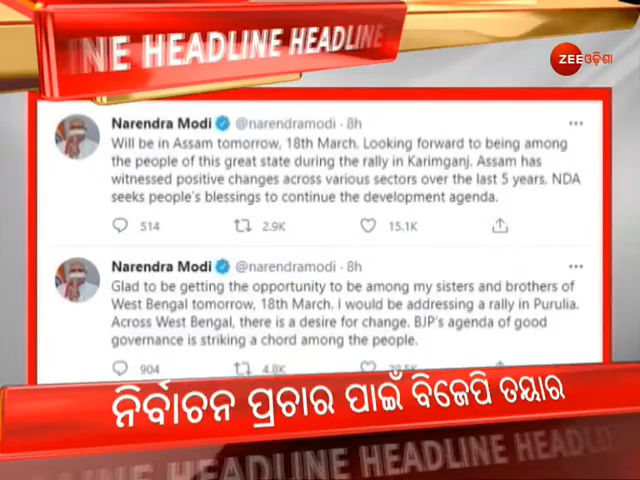 INE HEADLINE HEADLINE
ZEE ଓଡ଼ିଶା
Narendra Modi @narendramodi · 8h
Will be in Assam tomorrow, 18th March. Looking forward to being among
the people of this great state during the rally in Karimganj. Assam has
witnessed positive changes across various sectors over the last 5 years. NDA
seeks people's blessings to continue the development agenda.
514 2.9K 15.1K
Narendra Modi @narendramodi · 8h
Glad to be getting the opportunity to be among my sisters and brothers of
West Bengal tomorrow, 18th March. I would be addressing a rally in Purulia.
Across West Bengal, there is a desire for change. BJP's agenda of good
governance is striking a chord among the people.
904 4.8K
ନିର୍ବାଚନ ପ୍ରଚାର ପାଇଁ ବିଜେପି ତୟାର
INE HEADLINE HEADLINE HEADLINE